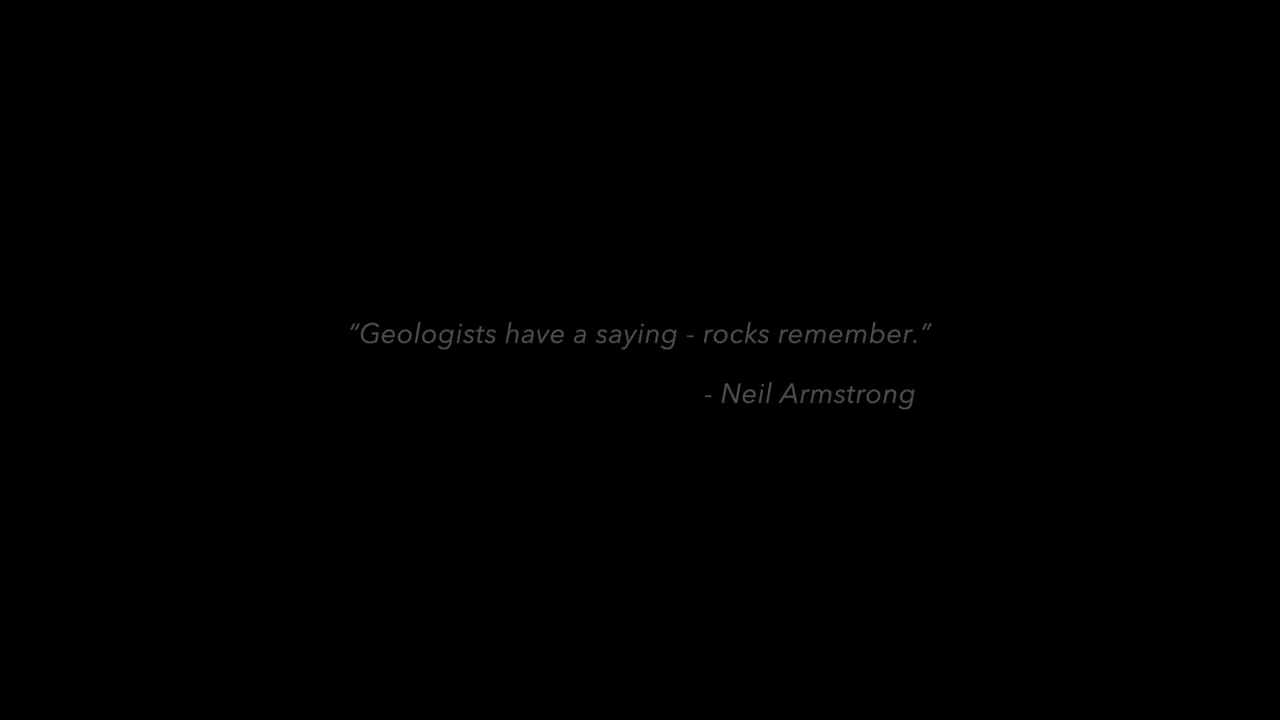 “Geologists have a saying - rocks remember.”
- Neil Armstrong